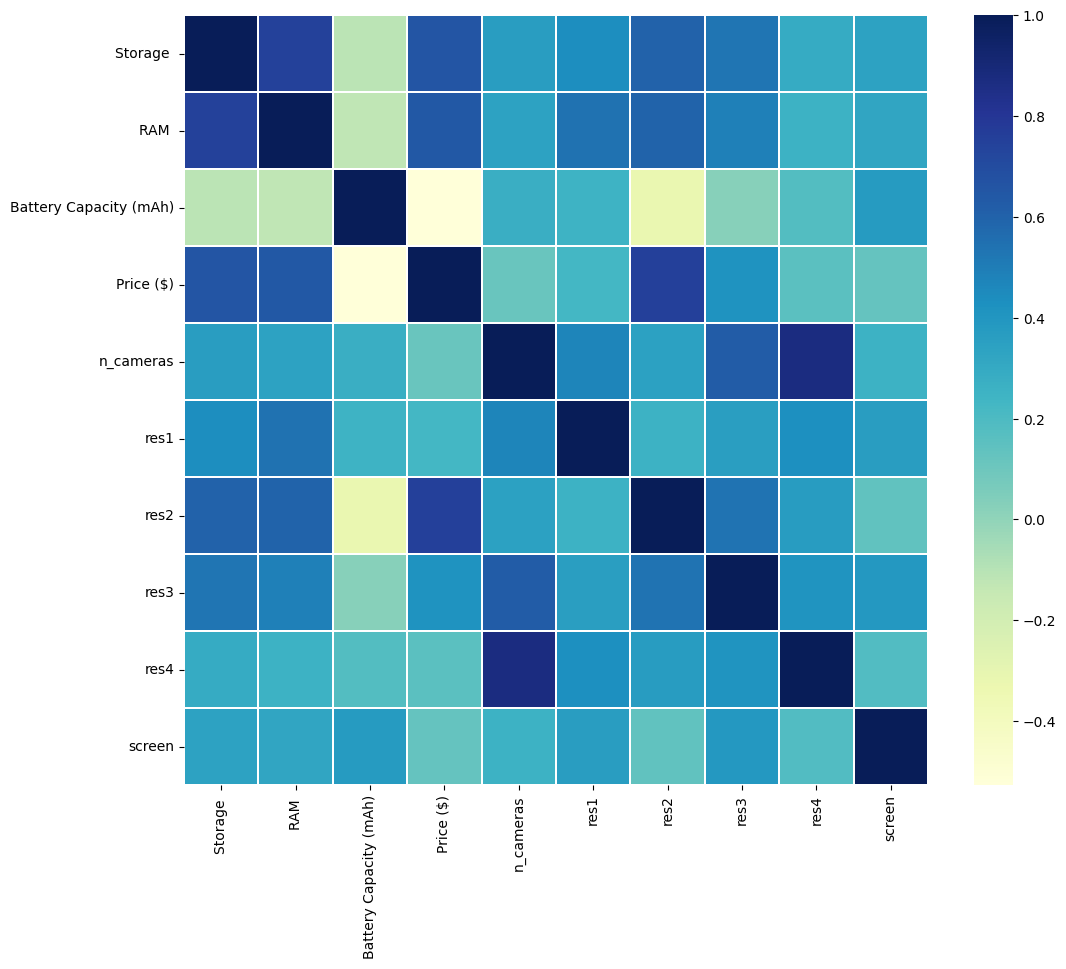 Storage
RAM
Battery Capacity (mAh)
Price ($)
n_cameras
res1
res2
res3
res4
screen
Storage
RAM
Battery Capacity (mAh)
Price ($)
n_cameras
res1
res2
res3
res4
screen
1.0
0.8
0.6
0.4
0.2
0.0
−0.2
−0.4